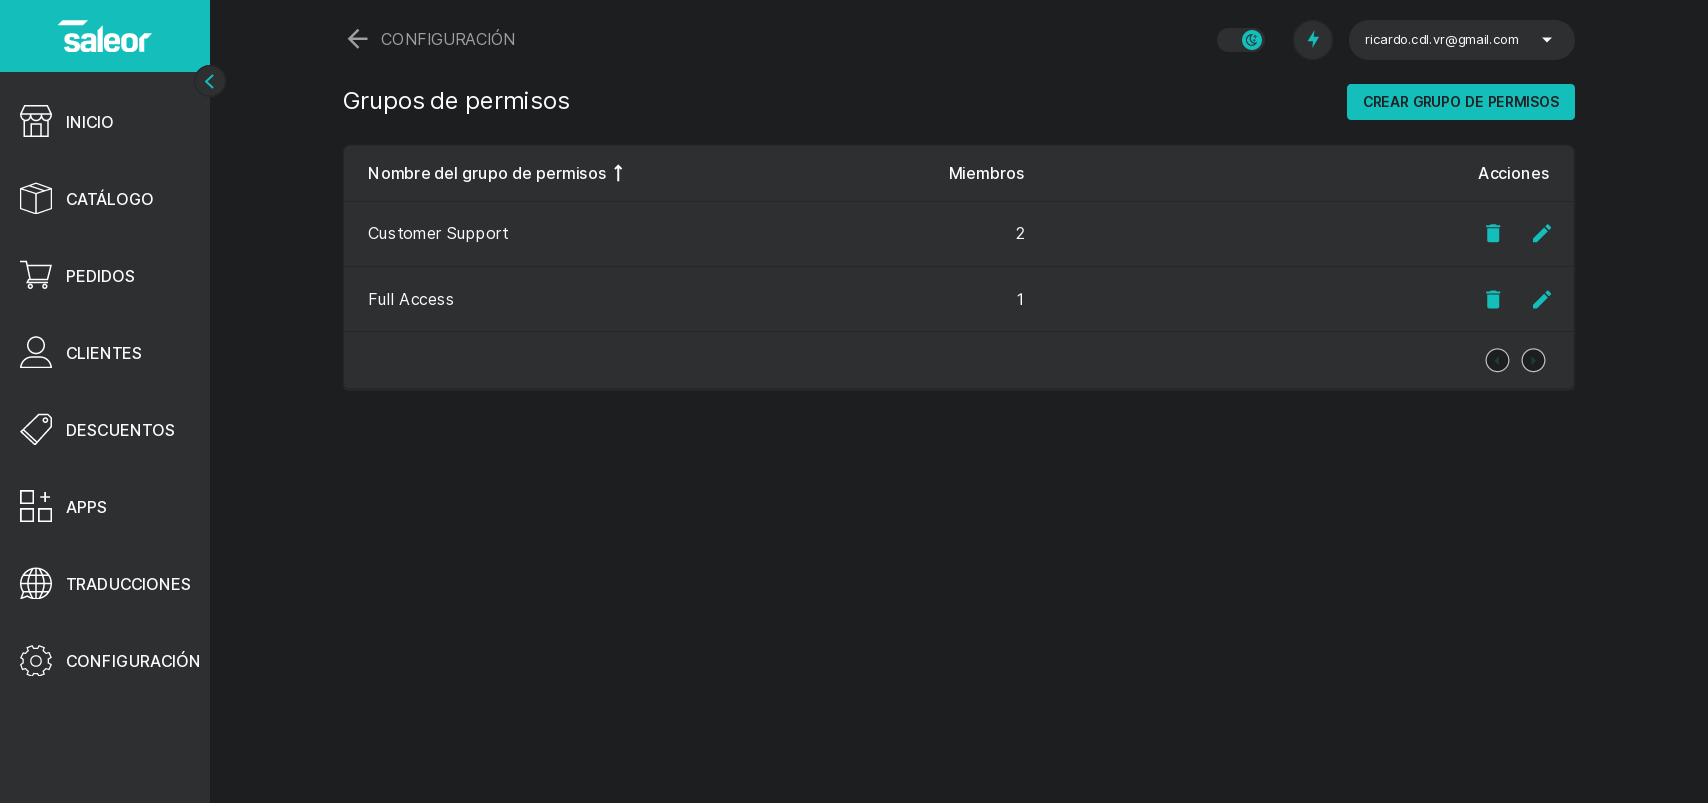 saleor
INICIO
CATÁLOGO
PEDIDOS
CLIENTES
DESCUENTOS
APPS
TRADUCCIONES
CONFIGURACIÓN
CONFIGURACIÓN
ricardo.cdl.vr@gmail.com
Grupos de permisos
CREAR GRUPO DE PERMISOS
Nombre del grupo de permisos Miembros Acciones
Customer Support 2
Full Access 1